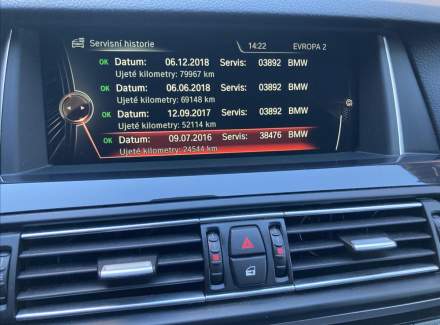 Servisní historie 14:22 EVROPA 2
OK Datum: 06.12.2018 Servis: 03892 BMW
Ujeté kilometry: 79967 km
OK Datum: 06.06.2018 Servis: 03892 BMW
Ujeté kilometry: 69148 km
OK Datum: 12.09.2017 Servis: 03892 BMW
Ujeté kilometry: 52114 km
OK Datum: 09.07.2016 Servis: 38476 BMW
Ujeté kilometry: 24544 km